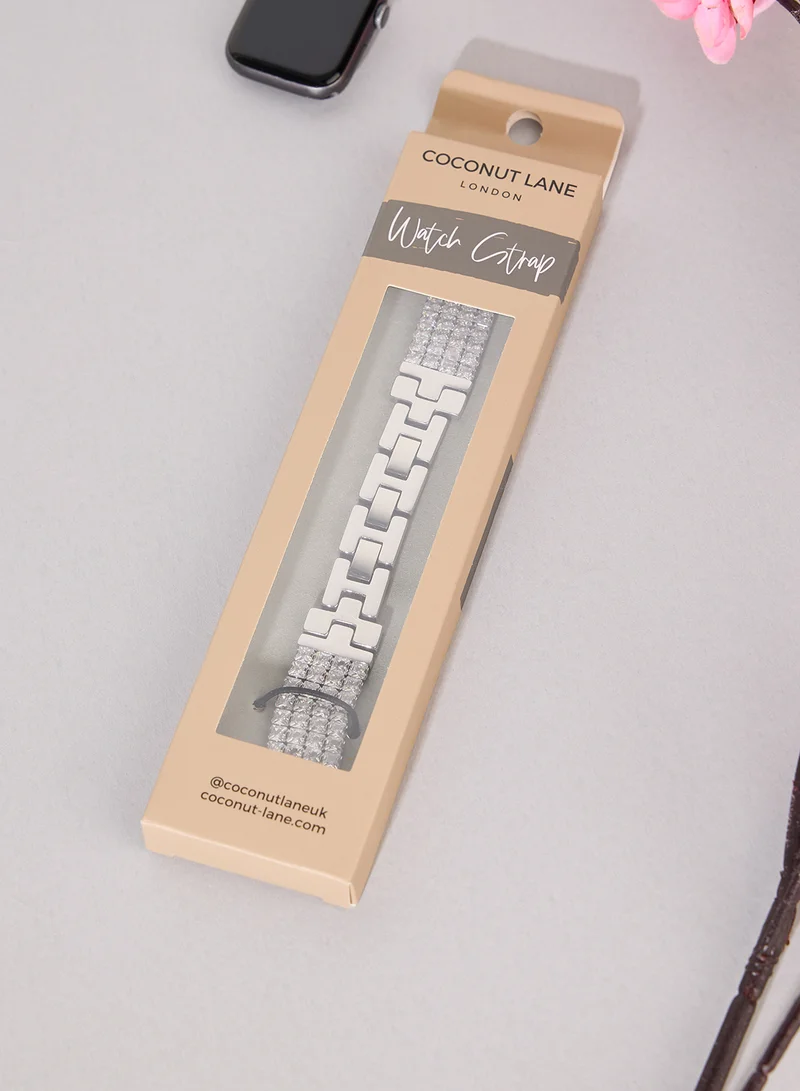 COCONUT LANE
LONDON
Watch Strap
@coconutlaneuk
coconut-lane.com